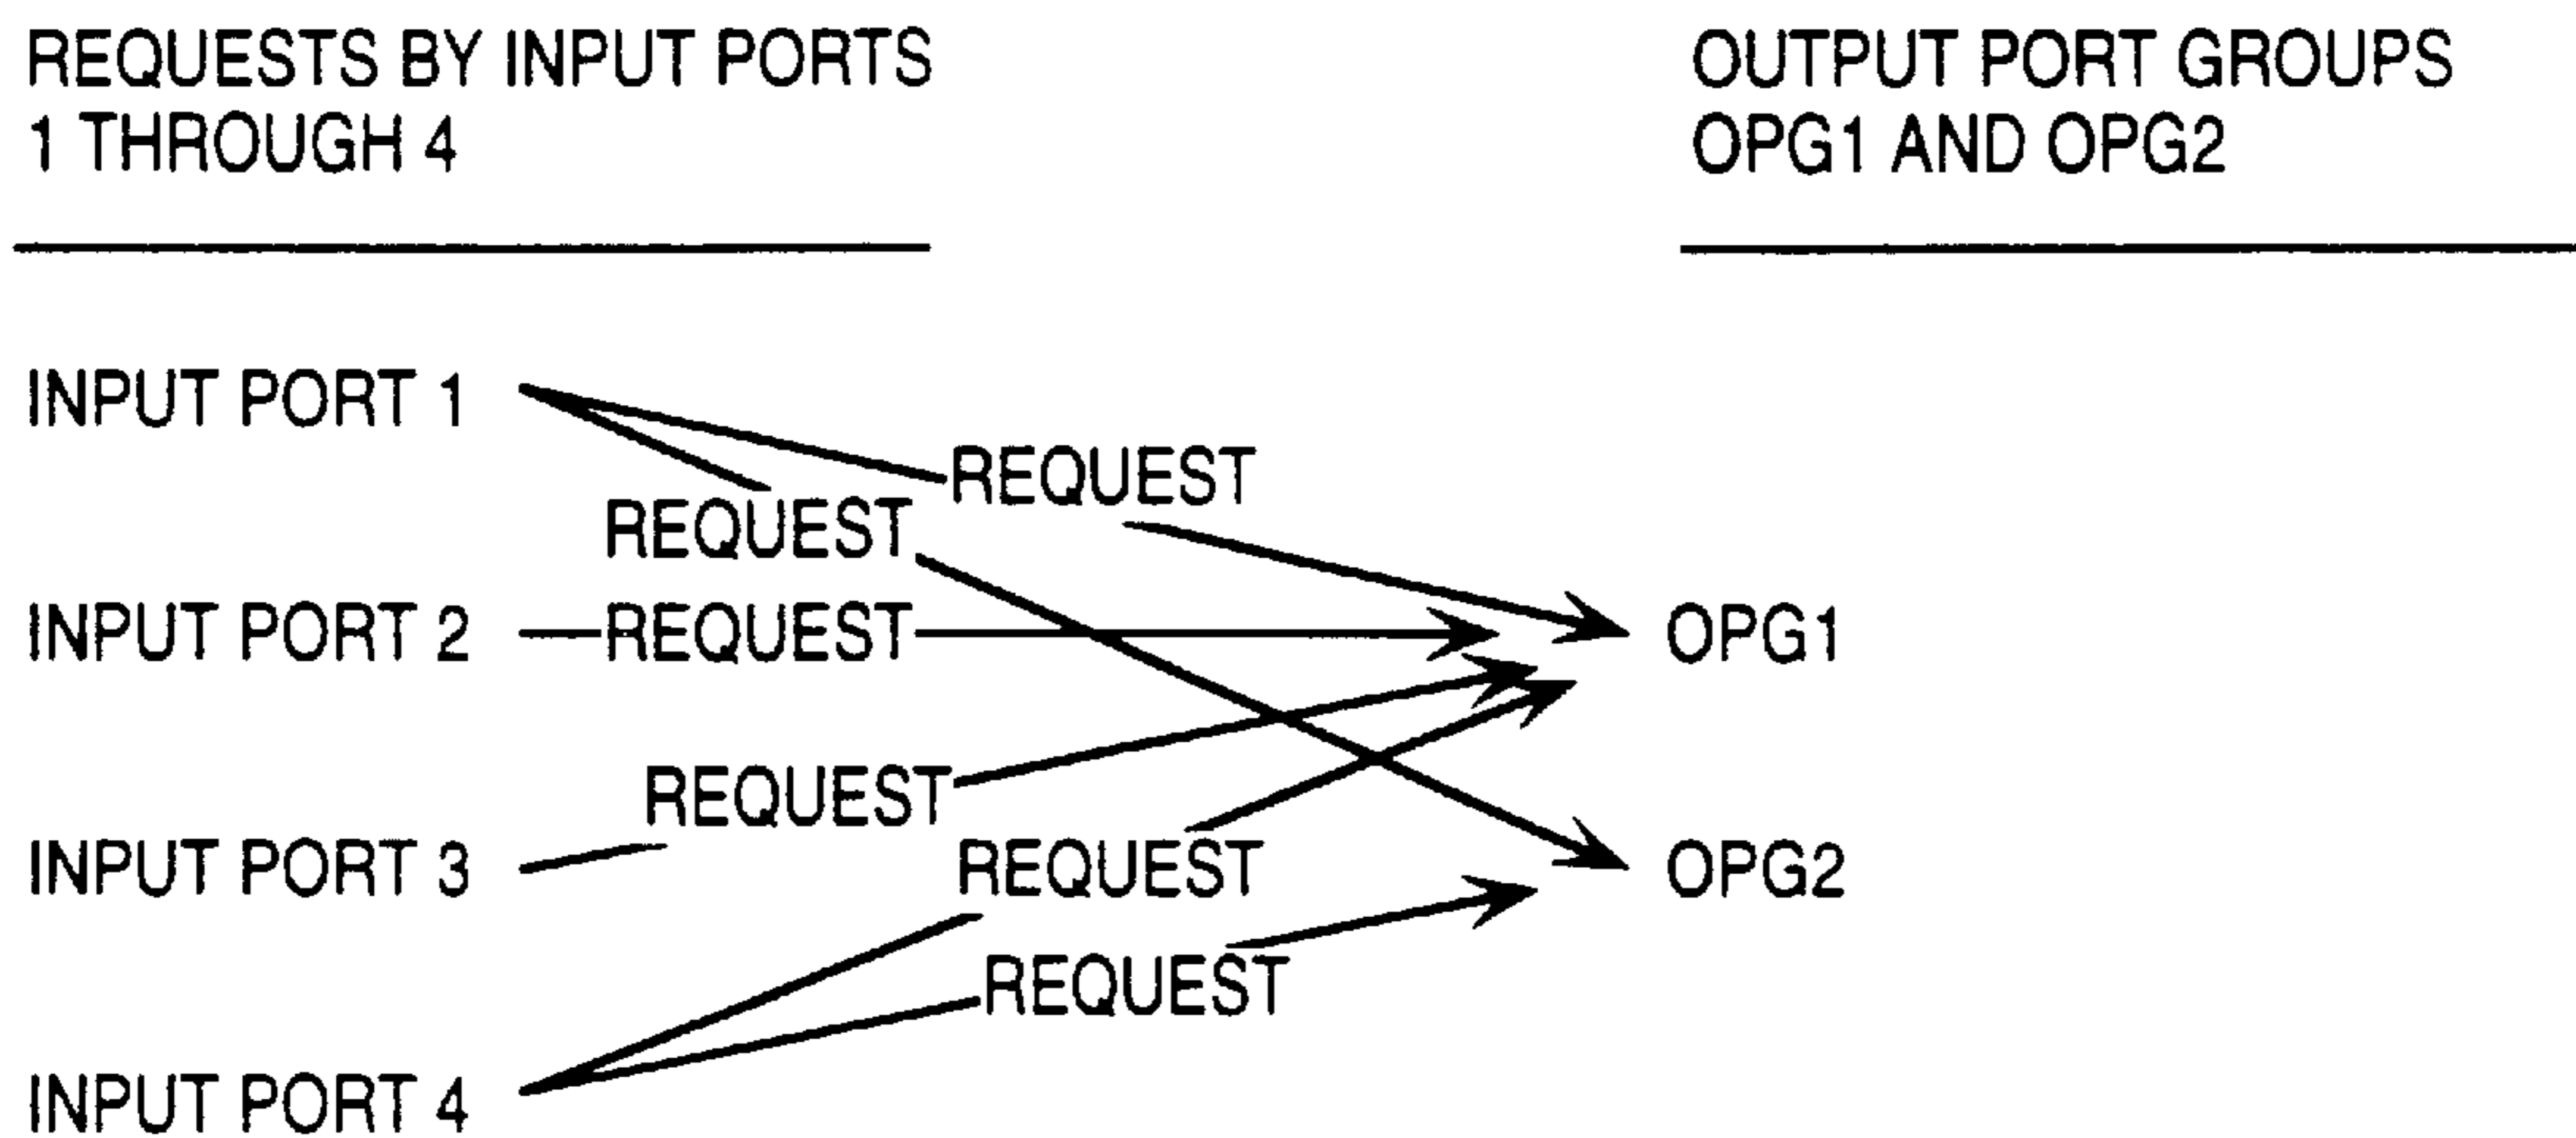 REQUESTS BY INPUT PORTS
1 THROUGH 4
OUTPUT PORT GROUPS
OPG1 AND OPG2
INPUT PORT 1
REQUEST
REQUEST
INPUT PORT 2
REQUEST
OPG1
REQUEST
INPUT PORT 3
REQUEST
OPG2
REQUEST
INPUT PORT 4